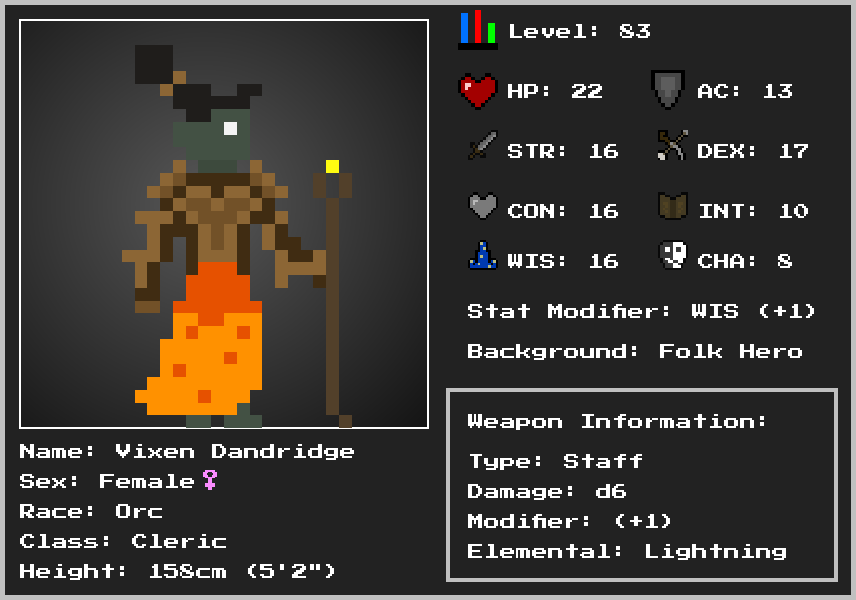 Level: 83
HP: 22
AC: 13
STR: 16
DEX: 17
CON: 16
INT: 10
WIS: 16
CHA: 8
Stat Modifier: WIS (+1)
Background: Folk Hero
Weapon Information:
Type: Staff
Damage: d6
Modifier: (+1)
Elemental: Lightning
Name: Vixen Dandridge
Sex: Female♀
Race: Orc
Class: Cleric
Height: 158cm (5'2")